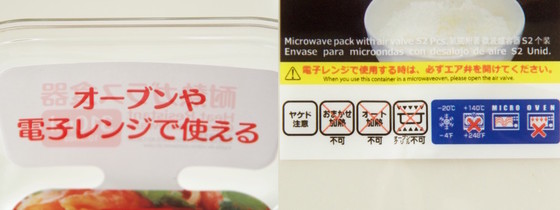 オーブンや
電子レンジで使える
Microwave pack with air valve S2 Pcs.
Envase para microondas con desalojo de aire S2 Unid.
電子レンジで使用する時は、必ずエア弁を開けてください。
When you use this container in a microwaveoven, please open the air valve.
ヤケド
注意
おまかせ
加熱
不可
オート
加熱
不可
不可
-20℃
-4℉
+140℃
MICRO OVEN